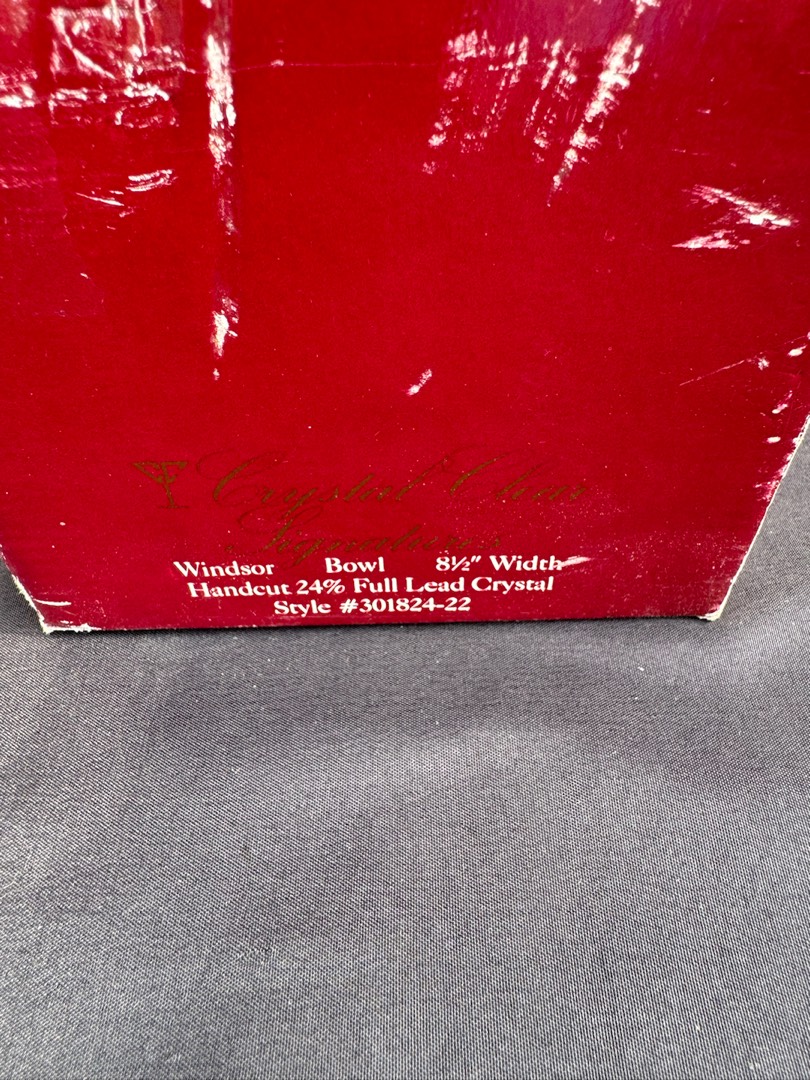 Crystal Clear
Signatures
Windsor Bowl 8½" Width
Handcut 24% Full Lead Crystal
Style #301824-22